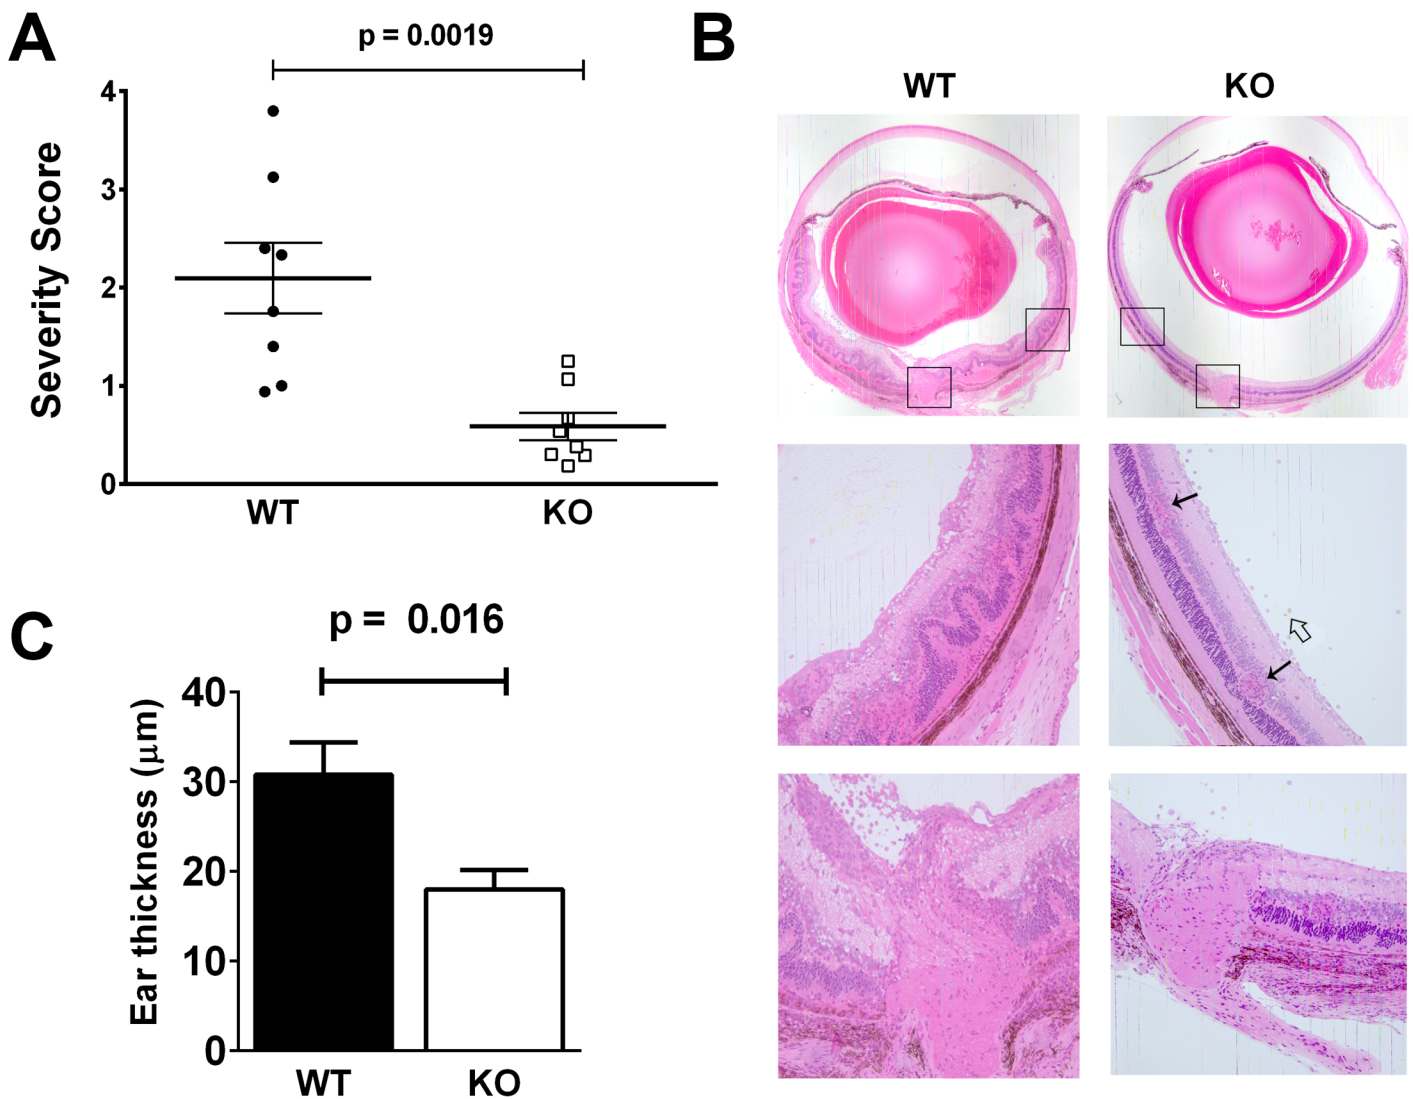 A
p = 0.0019
Severity Score
4
3
2
1
0
WT
KO
B
WT
KO
C
p = 0.016
Ear thickness (μm)
40
30
20
10
0
WT
KO